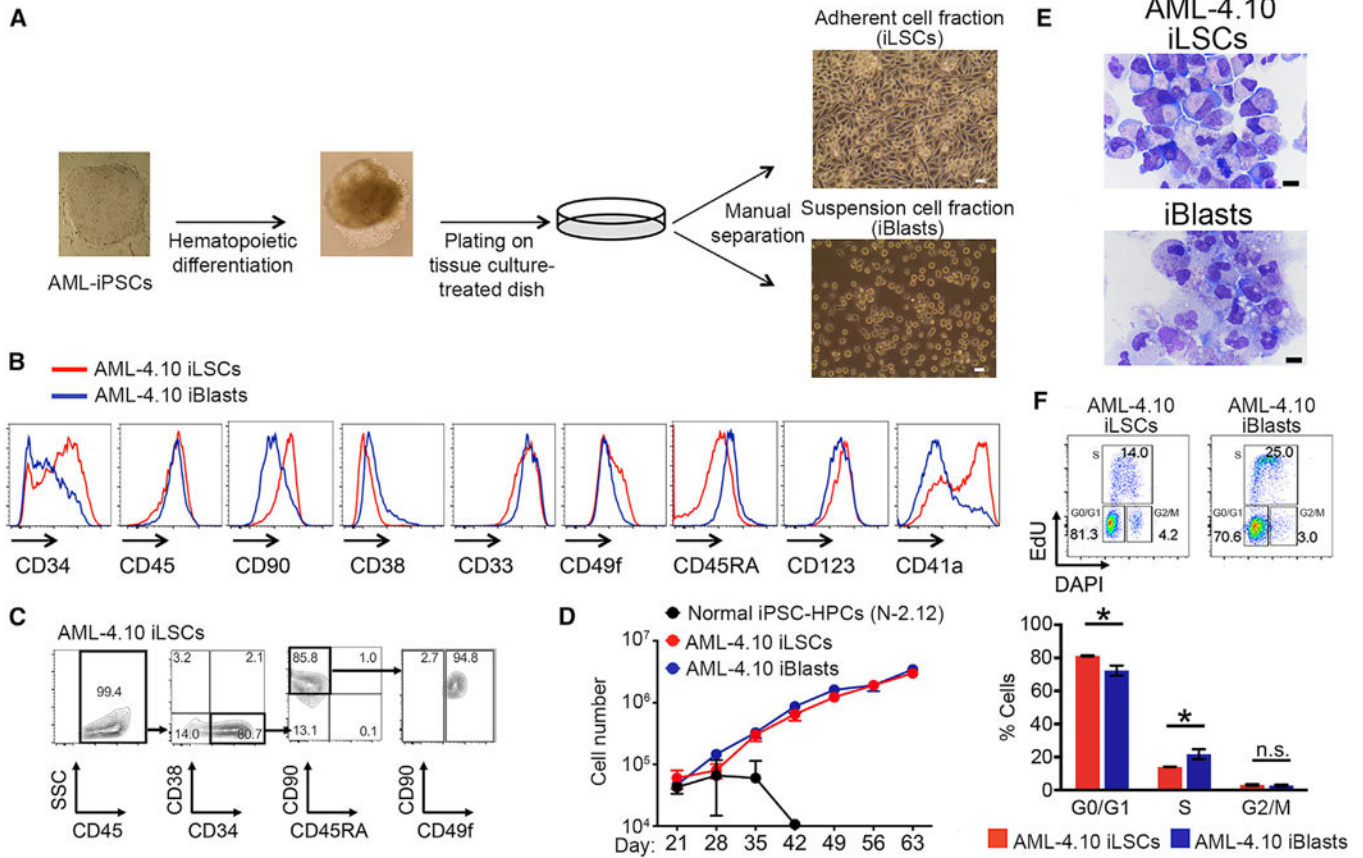 A
AML-iPSCs
Hematopoietic
differentiation
Plating on
tissue culture-
treated dish
Manual
separation
Adherent cell fraction
(iLSCs)
Suspension cell fraction
(iBlasts)
B
AML-4.10 iLSCs
AML-4.10 iBlasts
CD34
CD45
CD90
CD38
CD33
CD49f
CD45RA
CD123
CD41a
C
AML-4.10 iLSCs
99.4
SSC
CD45
3.2 2.1
14.0 80.7
CD38
CD34
85.8 1.0
13.1 0.1
CD90
CD45RA
2.7 94.8
CD90
CD49f
D
Normal iPSC-HPCs (N-2.12)
AML-4.10 iLSCs
AML-4.10 iBlasts
Cell number
10⁷
10⁶
10⁵
10⁴
Day: 21 28 35 42 49 56 63
E
AML-4.10
iLSCs
iBlasts
F
AML-4.10
iLSCs
S 14.0
G0/G1 G2/M
81.3 4.2
AML-4.10
iBlasts
S 25.0
G0/G1 G2/M
70.6 3.0
EdU
DAPI
% Cells
100
80
60
40
20
0
*
*
n.s.
G0/G1 S G2/M
AML-4.10 iLSCs AML-4.10 iBlasts